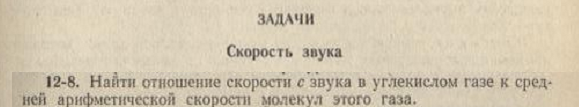 ЗАДАЧИ
Скорость звука
12-8. Найти отношение скорости c звука в углекислом газе к сред-
ней арифметической скорости молекул этого газа.